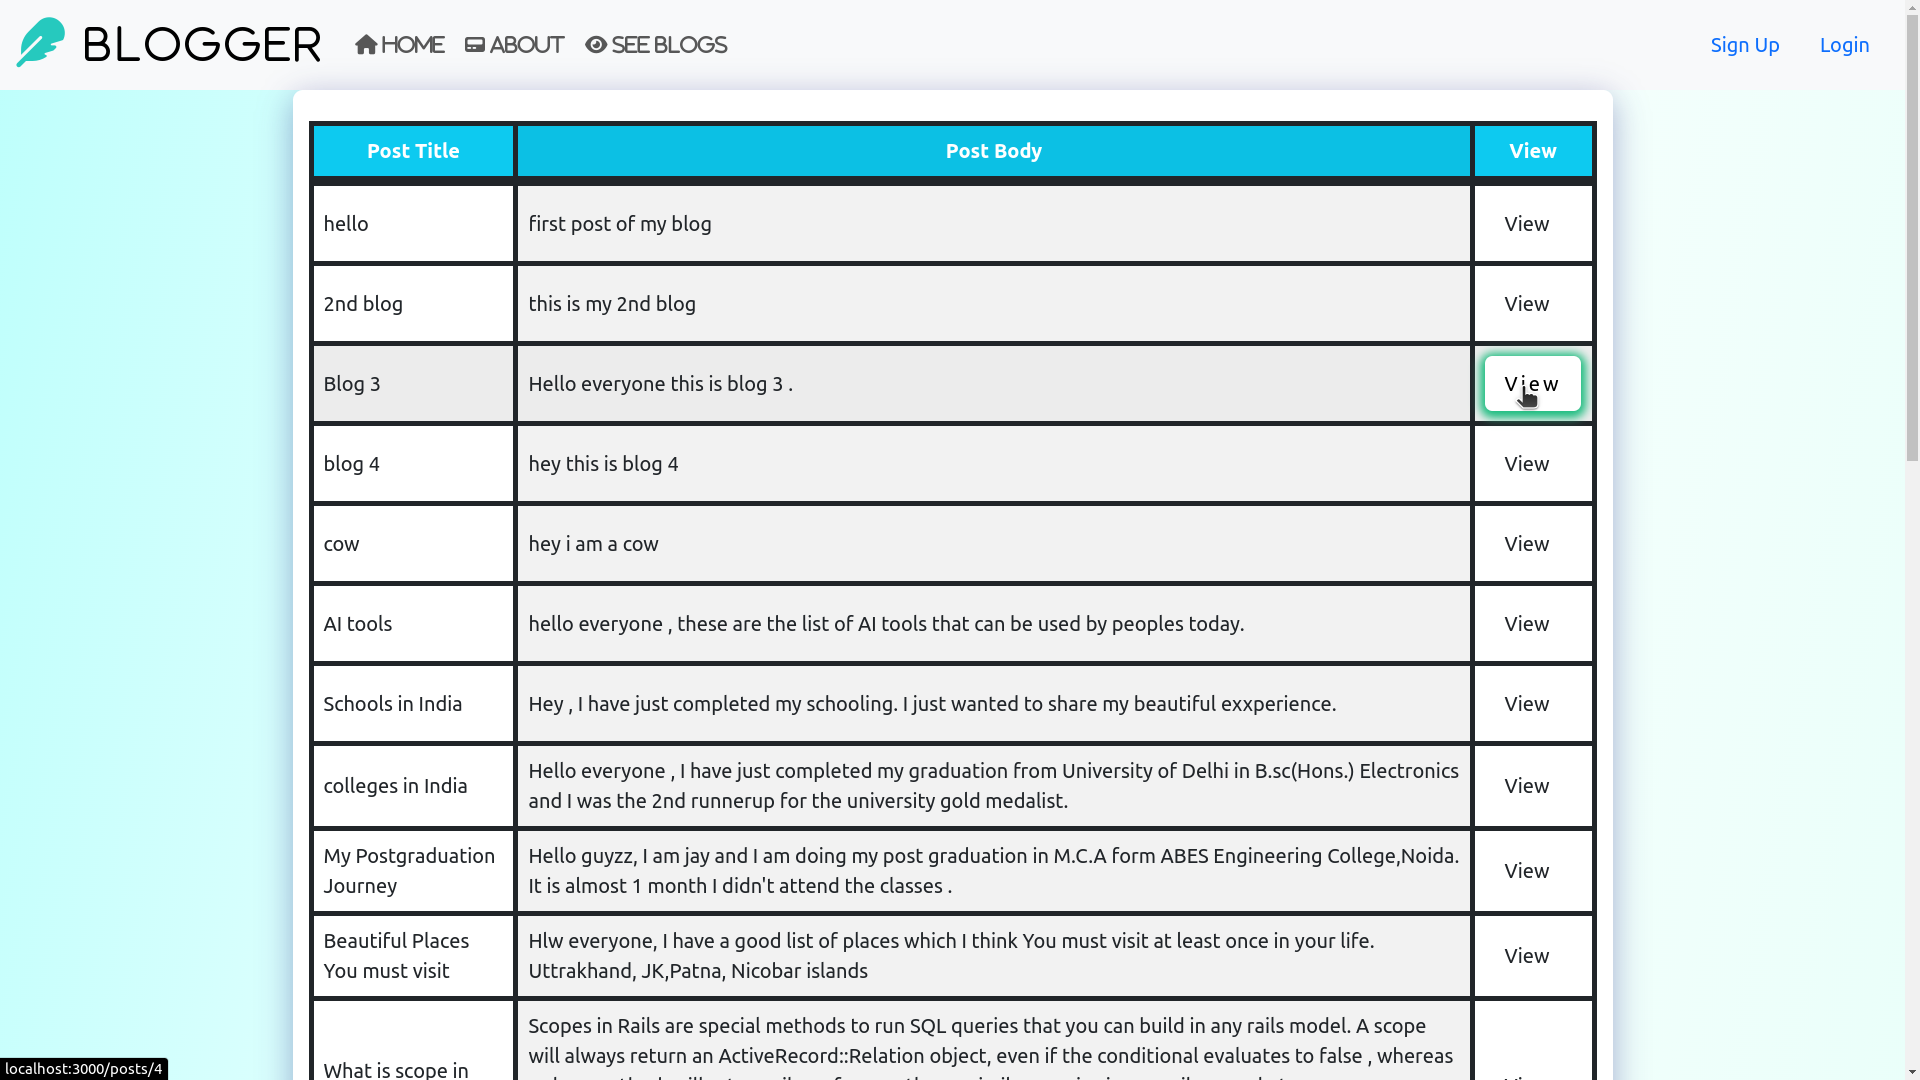 BLOGGER HOME ABOUT SEE BLOGS Sign Up Login
Post Title Post Body View
hello first post of my blog View
2nd blog this is my 2nd blog View
Blog 3 Hello everyone this is blog 3 . View
blog 4 hey this is blog 4 View
cow hey i am a cow View
AI tools hello everyone , these are the list of AI tools that can be used by peoples today. View
Schools in India Hey , I have just completed my schooling. I just wanted to share my beautiful exxperience. View
colleges in India Hello everyone , I have just completed my graduation from University of Delhi in B.sc(Hons.) Electronics
and I was the 2nd runnerup for the university gold medalist. View
My Postgraduation
Journey
Hello guyzz, I am jay and I am doing my post graduation in M.C.A form ABES Engineering College,Noida.
It is almost 1 month I didn't attend the classes .
View
Beautiful Places
You must visit
Hlw everyone, I have a good list of places which I think You must visit at least once in your life.
Uttrakhand, JK,Patna, Nicobar islands
View
What is scope in
Scopes in Rails are special methods to run SQL queries that you can build in any rails model. A scope
will always return an ActiveRecord::Relation object, even if the conditional evaluates to false , whereas
localhost:3000/posts/4